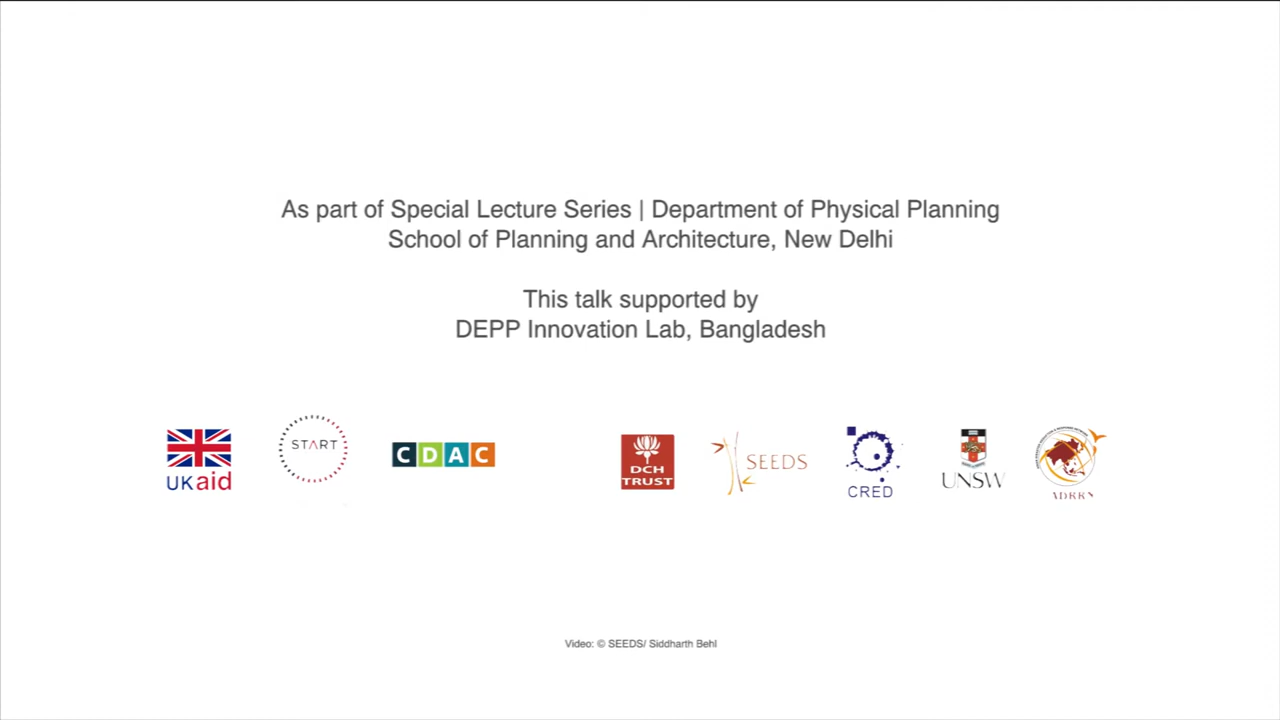 As part of Special Lecture Series | Department of Physical Planning
School of Planning and Architecture, New Delhi
This talk supported by
DEPP Innovation Lab, Bangladesh
UKaid
START
CDAC
DCH
TRUST
SEEDS
CRED
UNSW
ADRRN
Video: © SEEDS/ Siddharth Behl